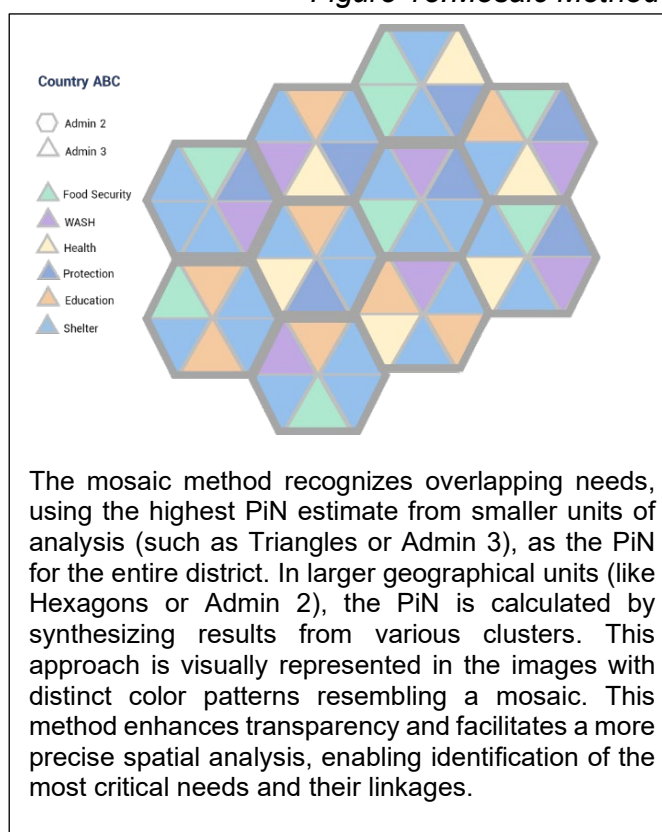 Country ABC
Admin 2
Admin 3
Food Security
WASH
Health
Protection
Education
Shelter
The mosaic method recognizes overlapping needs,
using the highest PiN estimate from smaller units of
analysis (such as Triangles or Admin 3), as the PiN
for the entire district. In larger geographical units (like
Hexagons or Admin 2), the PiN is calculated by
synthesizing results from various clusters. This
approach is visually represented in the images with
distinct color patterns resembling a mosaic. This
method enhances transparency and facilitates a more
precise spatial analysis, enabling identification of the
most critical needs and their linkages.